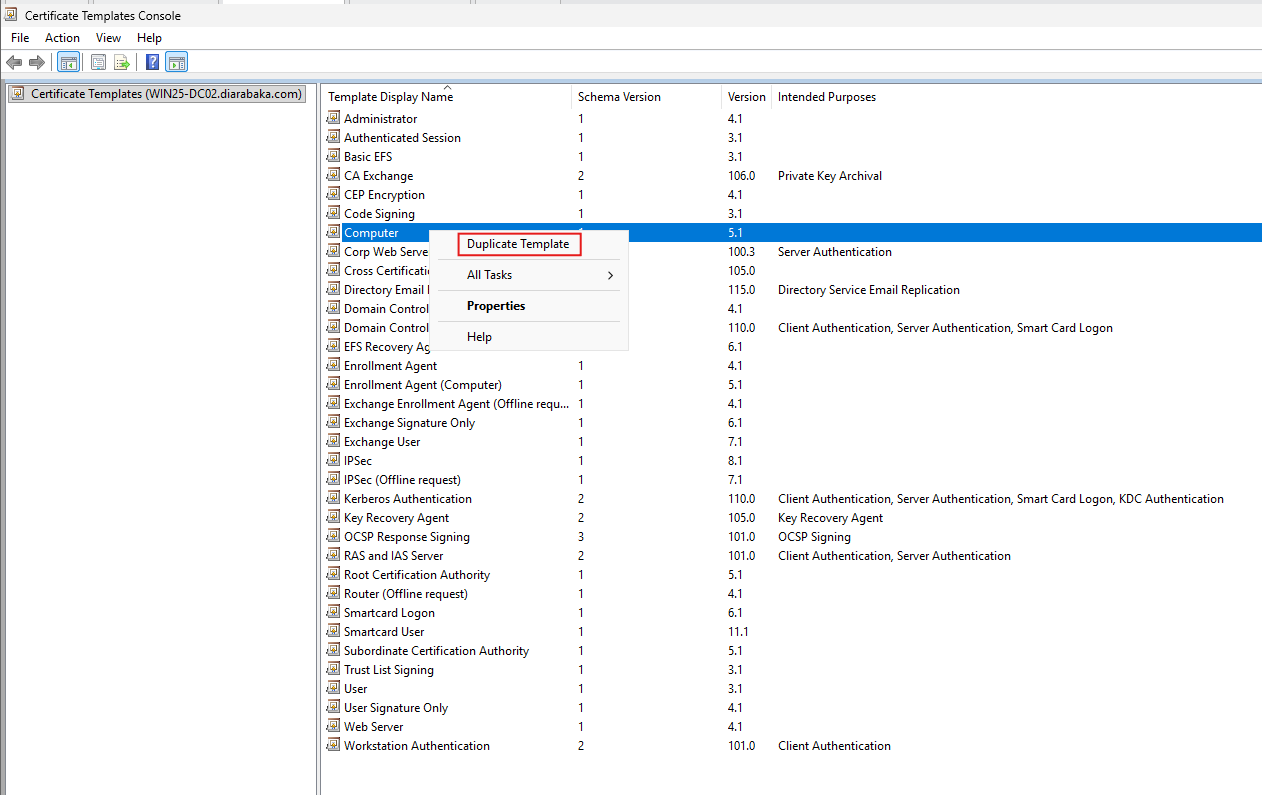 Certificate Templates Console
File Action View Help
Certificate Templates (WIN25-DC02.diarabaka.com)
Template Display Name Schema Version Version Intended Purposes
Administrator 1 4.1
Authenticated Session 1 3.1
Basic EFS 1 3.1
CA Exchange 2 106.0 Private Key Archival
CEP Encryption 1 4.1
Code Signing 1 3.1
Computer 5.1
Duplicate Template
Corp Web Serve 100.3 Server Authentication
Cross Certificati 105.0
All Tasks
Directory Email 115.0 Directory Service Email Replication
Domain Control 4.1
Properties
Domain Control 110.0 Client Authentication, Server Authentication, Smart Card Logon
Help
EFS Recovery Ag 6.1
Enrollment Agent 1 4.1
Enrollment Agent (Computer) 1 5.1
Exchange Enrollment Agent (Offline requ... 1 4.1
Exchange Signature Only 1 6.1
Exchange User 1 7.1
IPSec 1 8.1
IPSec (Offline request) 1 7.1
Kerberos Authentication 2 110.0 Client Authentication, Server Authentication, Smart Card Logon, KDC Authentication
Key Recovery Agent 2 105.0 Key Recovery Agent
OCSP Response Signing 3 101.0 OCSP Signing
RAS and IAS Server 2 101.0 Client Authentication, Server Authentication
Root Certification Authority 1 5.1
Router (Offline request) 1 4.1
Smartcard Logon 1 6.1
Smartcard User 1 11.1
Subordinate Certification Authority 1 5.1
Trust List Signing 1 3.1
User 1 3.1
User Signature Only 1 4.1
Web Server 1 4.1
Workstation Authentication 2 101.0 Client Authentication